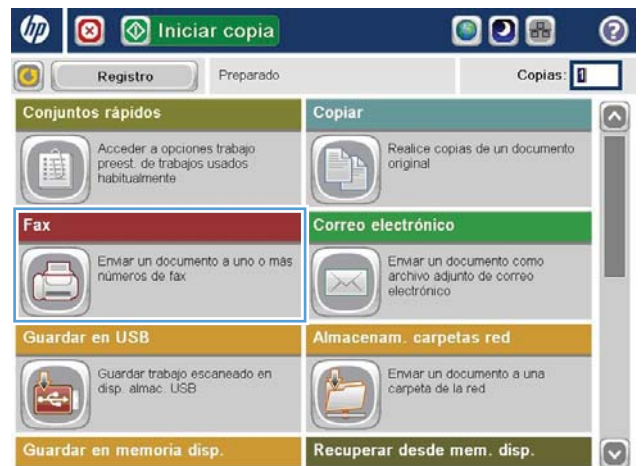 hp
Iniciar copia
?
Registro
Preparado
Copias: 1
Conjuntos rápidos
Acceder a opciones trabajo
preest. de trabajos usados
habitualmente
Copiar
Realice copias de un documento
original
Fax
Enviar un documento a uno o más
números de fax
Correo electrónico
Enviar un documento como
archivo adjunto de correo
electrónico
Guardar en USB
Guardar trabajo escaneado en
disp. almac. USB
Almacenam. carpetas red
Enviar un documento a una
carpeta de la red
Guardar en memoria disp.
Recuperar desde mem. disp.